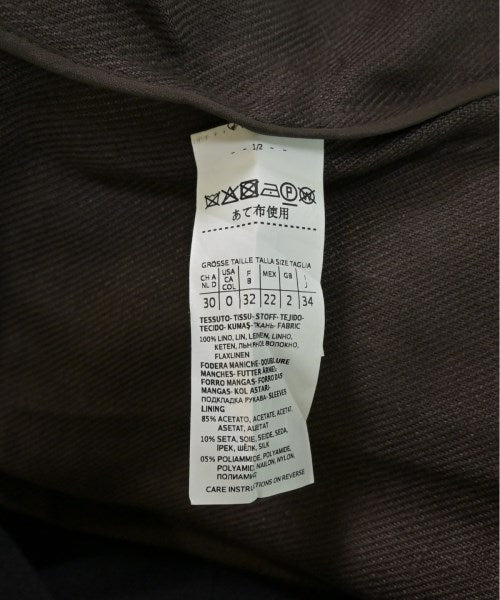 - - 1/2 - -
P
あて布使用
GRÖSSE TAILLE TALLA SIZE TAGLIA
CH A NL D
USA CA COL
F B
MEX
GB
I J
30 0 32 22 2 34
TESSUTO- TISSU- STOFF- TEJIDO-
TECIDO- KUMAŞ- ТКАНЬ- FABRIC
100% LINO, LIN, LEINEN, LINHO,
KETEN, ЛЬНЯНОЕ ВОЛОКНО,
FLAXLINEN
FODERA MANICHE- DOUBLURE
MANCHES- FUTTER ÄRMEL-
FORRO MANGAS- FORRO DAS
MANGAS- KOL ASTARI-
ПОДКЛАДКА РУКАВА- SLEEVES
LINING
85% ACETATO, ACETATE, ACETAT,
ASETAT, АЦЕТАТ
10% SETA, SOIE, SEIDE, SEDA,
İPEK, ШЁЛК, SILK
05% POLIAMMIDE, POLYAMIDE,
POLYAMID, NAILON, NYLON,
ПОЛИАМИД
CARE INSTRUCTIONS ON REVERSE